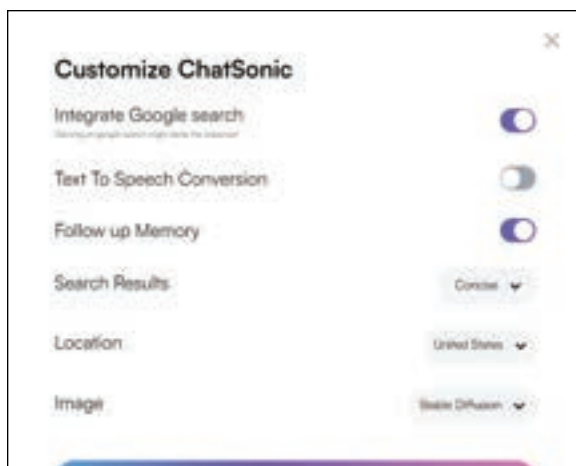 Customize ChatSonic
Integrate Google search
Text To Speech Conversion
Follow up Memory
Search Results
Concise
Location
United States
Image
Stable Diffusion